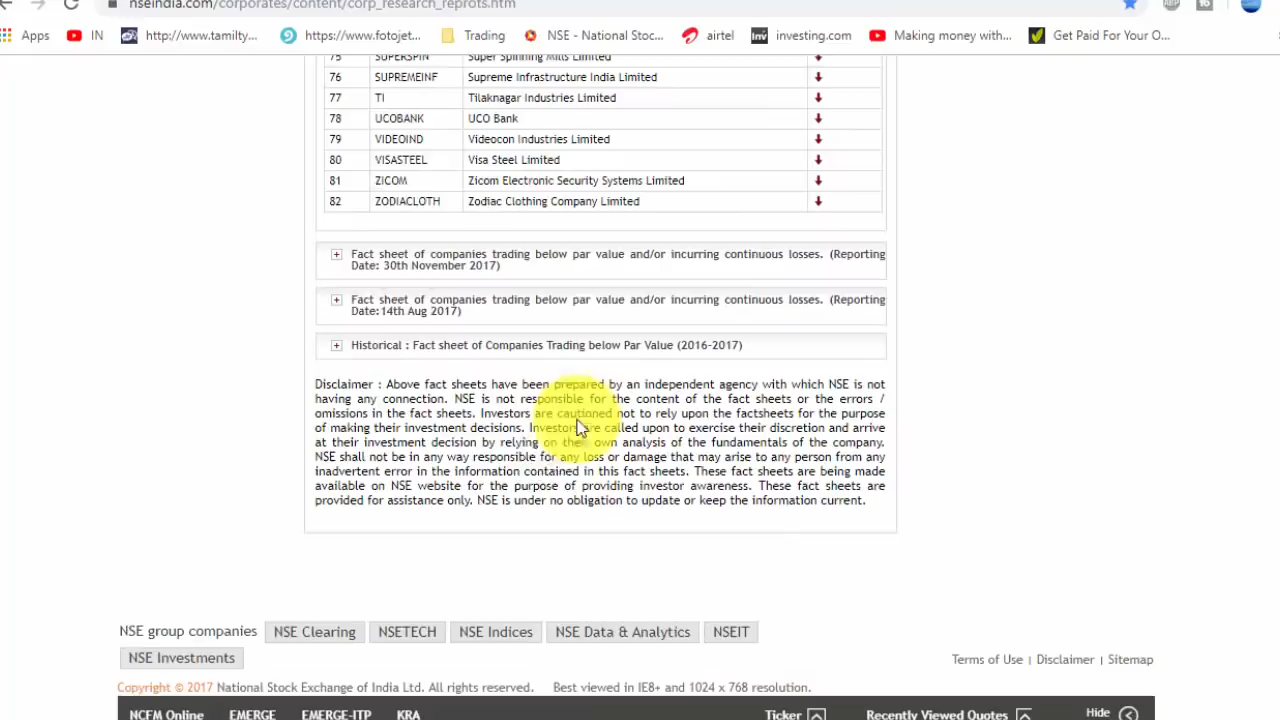 nseindia.com/corporates/content/corp_research_reprots.htm
ABP
16
Apps IN http://www.tamilty... https://www.fotojet... Trading NSE - National Stoc... airtel Inv investing.com Making money with... Get Paid For Your O...
75 SUPERSPIN Super Spinning Mills Limited
76 SUPREMEINF Supreme Infrastructure India Limited
77 TI Tilaknagar Industries Limited
78 UCOBANK UCO Bank
79 VIDEOIND Videocon Industries Limited
80 VISASTEEL Visa Steel Limited
81 ZICOM Zicom Electronic Security Systems Limited
82 ZODIACLOTH Zodiac Clothing Company Limited
Fact sheet of companies trading below par value and/or incurring continuous losses. (Reporting
Date: 30th November 2017)
Fact sheet of companies trading below par value and/or incurring continuous losses. (Reporting
Date:14th Aug 2017)
Historical : Fact sheet of Companies Trading below Par Value (2016-2017)
Disclaimer : Above fact sheets have been prepared by an independent agency with which NSE is not
having any connection. NSE is not responsible for the content of the fact sheets or the errors /
omissions in the fact sheets. Investors are cautioned not to rely upon the factsheets for the purpose
of making their investment decisions. Investors are called upon to exercise their discretion and arrive
at their investment decision by relying on their own analysis of the fundamentals of the company.
NSE shall not be in any way responsible for any loss or damage that may arise to any person from any
inadvertent error in the information contained in this fact sheets. These fact sheets are being made
available on NSE website for the purpose of providing investor awareness. These fact sheets are
provided for assistance only. NSE is under no obligation to update or keep the information current.
NSE group companies NSE Clearing NSETECH NSE Indices NSE Data & Analytics NSEIT
NSE Investments
Terms of Use | Disclaimer | Sitemap
Copyright © 2017 National Stock Exchange of India Ltd. All rights reserved. Best viewed in IE8+ and 1024 x 768 resolution.
NCFM Online EMERGE EMERGE-ITP KRA Ticker Recently Viewed Quotes Hide